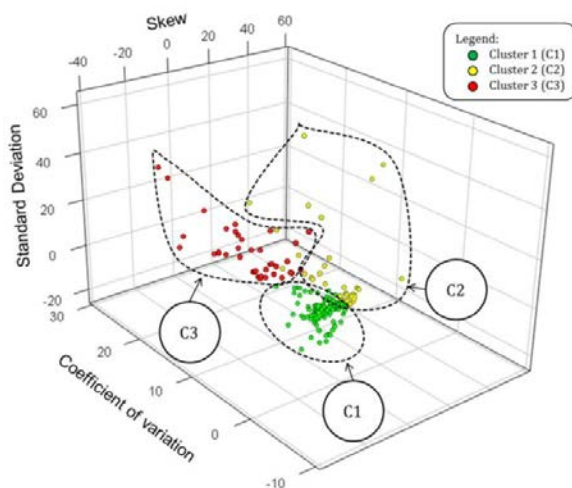 Skew
-40
-20
0
20
40
60
Legend:
Cluster 1 (C1)
Cluster 2 (C2)
Cluster 3 (C3)
60
40
20
0
-20
Standard Deviation
30
20
10
0
-10
Coefficient of variation
C3
C2
C1